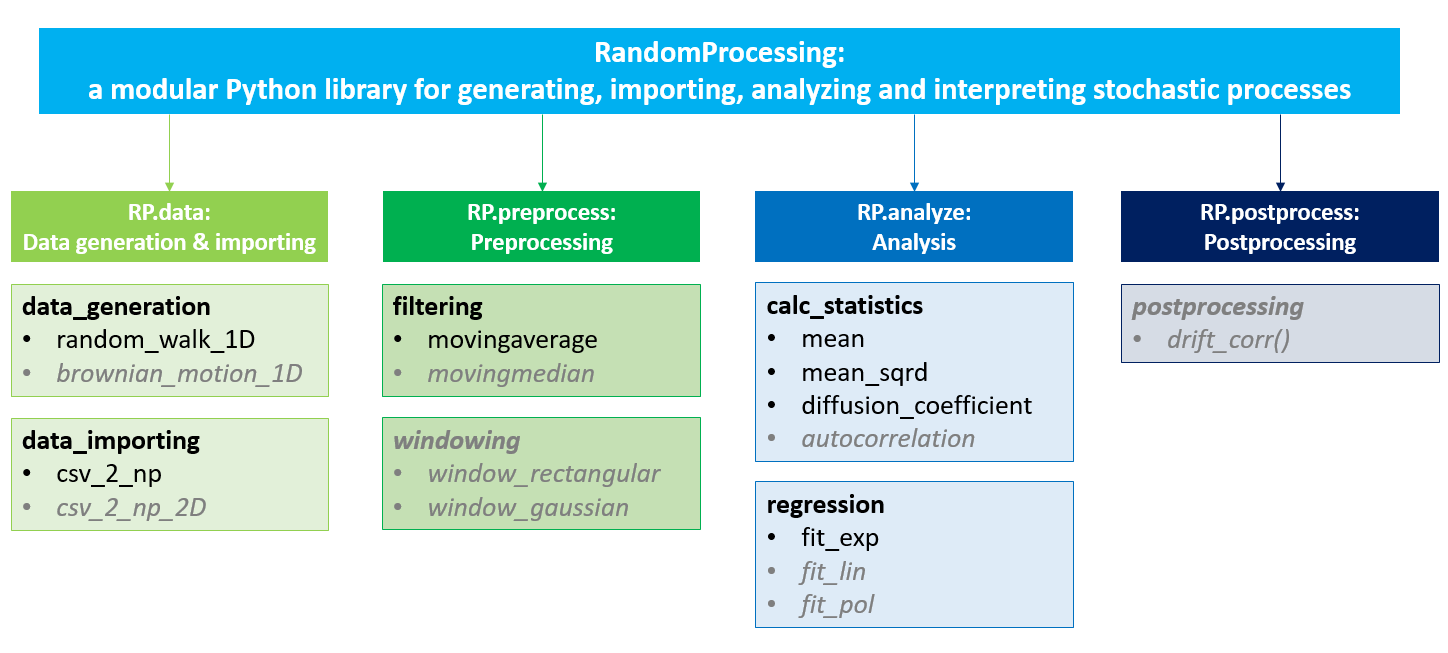 RandomProcessing:
a modular Python library for generating, importing, analyzing and interpreting stochastic processes
RP.data:
Data generation & importing
data_generation
• random_walk_1D
• brownian_motion_1D
data_importing
• csv_2_np
• csv_2_np_2D
RP.preprocess:
Preprocessing
filtering
• movingaverage
• movingmedian
windowing
• window_rectangular
• window_gaussian
RP.analyze:
Analysis
calc_statistics
• mean
• mean_sqrd
• diffusion_coefficient
• autocorrelation
regression
• fit_exp
• fit_lin
• fit_pol
RP.postprocess:
Postprocessing
postprocessing
• drift_corr()